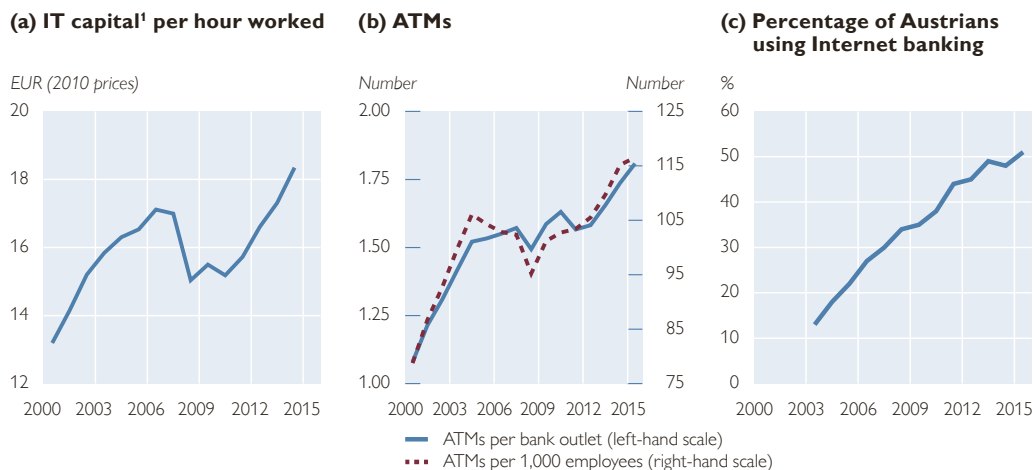 (a) IT capital¹ per hour worked
EUR (2010 prices)
20
18
16
14
12
2000 2003 2006 2009 2012 2015
(b) ATMs
Number Number
2.00 125
1.75 115
1.50 105
1.25 95
1.00 85
75
2000 2003 2006 2009 2012 2015
ATMs per bank outlet (left-hand scale)
ATMs per 1,000 employees (right-hand scale)
(c) Percentage of Austrians
using Internet banking
%
60
50
40
30
20
10
0
2000 2003 2006 2009 2012 2015